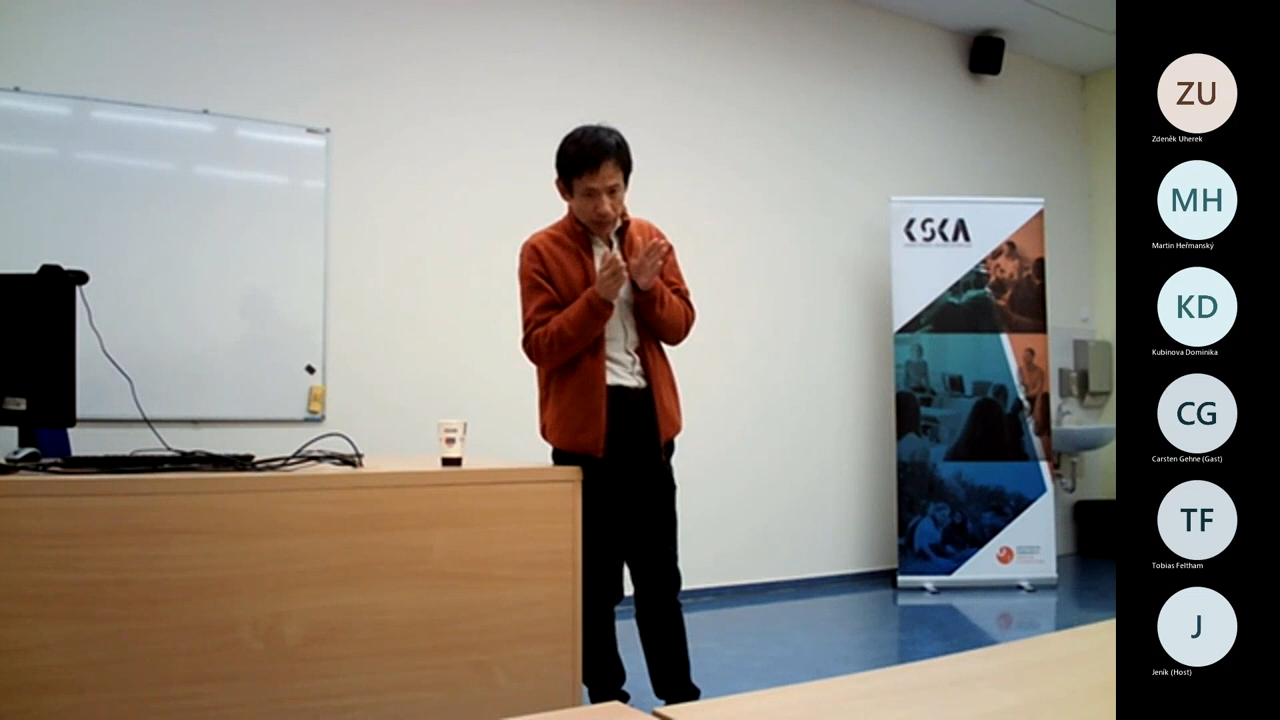 KSKA
ZU
Zdeněk Uherek
MH
Martin Heřmanský
KD
Kubinova Dominika
CG
Carsten Gehne (Gast)
TF
Tobias Feltham
J
Jeník (Host)